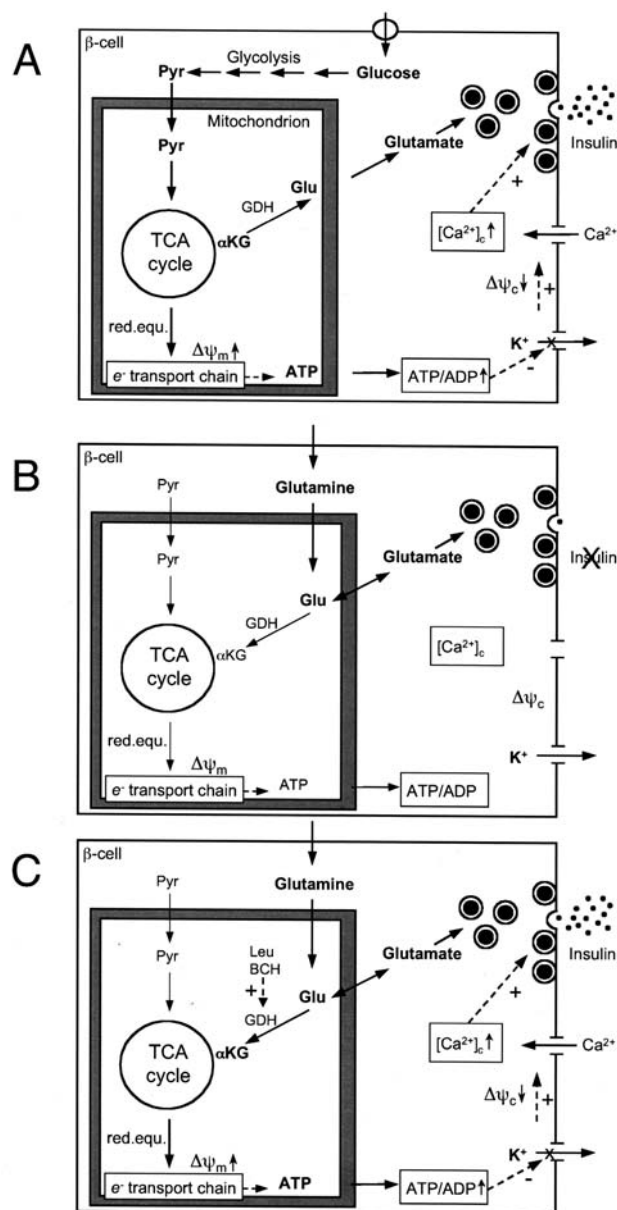 A
β-cell
Pyr Glycolysis Glucose
Mitochondrion
Pyr
Glutamate
Insulin
Glu
GDH
+
TCA
cycle
αKG
[Ca²⁺]c↑
Ca²⁺
Δψc↓
+
red.equ.
Δψm↑
K⁺
x
e⁻ transport chain
ATP
ATP/ADP↑
-
B
β-cell
Pyr
Glutamine
Pyr
Glutamate
Insulin
X
Glu
GDH
TCA
cycle
αKG
[Ca²⁺]c
Δψc
red.equ.
Δψm
K⁺
e⁻ transport chain
ATP
ATP/ADP
C
β-cell
Pyr
Glutamine
Pyr
Leu
BCH
+
Glutamate
Insulin
Glu
GDH
+
TCA
cycle
αKG
[Ca²⁺]c↑
Ca²⁺
Δψc↓
+
red.equ.
Δψm↑
K⁺
x
e⁻ transport chain
ATP
ATP/ADP↑
-